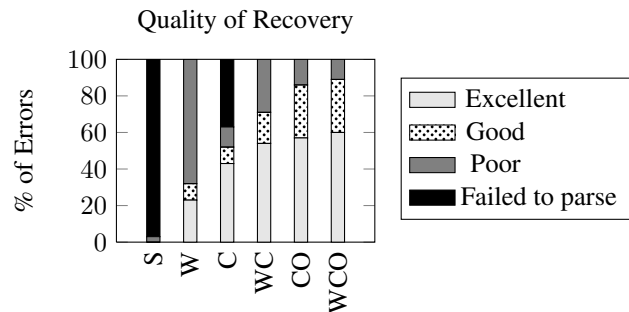 Quality of Recovery
% of Errors
100
80
60
40
20
0
S
W
C
WC
CO
WCO
Excellent
Good
Poor
Failed to parse